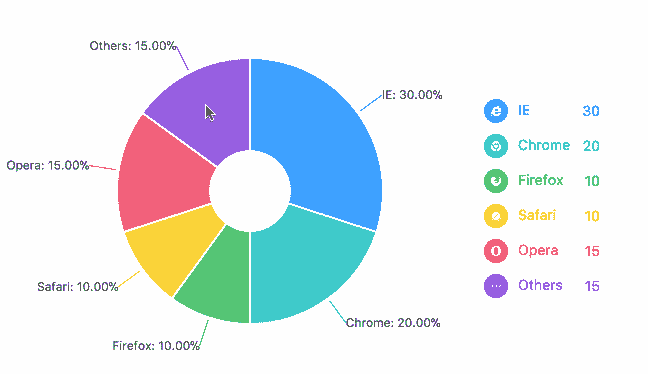 Others: 15.00%
IE: 30.00%
Opera: 15.00%
Safari: 10.00%
Firefox: 10.00%
Chrome: 20.00%
IE 30
Chrome 20
Firefox 10
Safari 10
Opera 15
Others 15